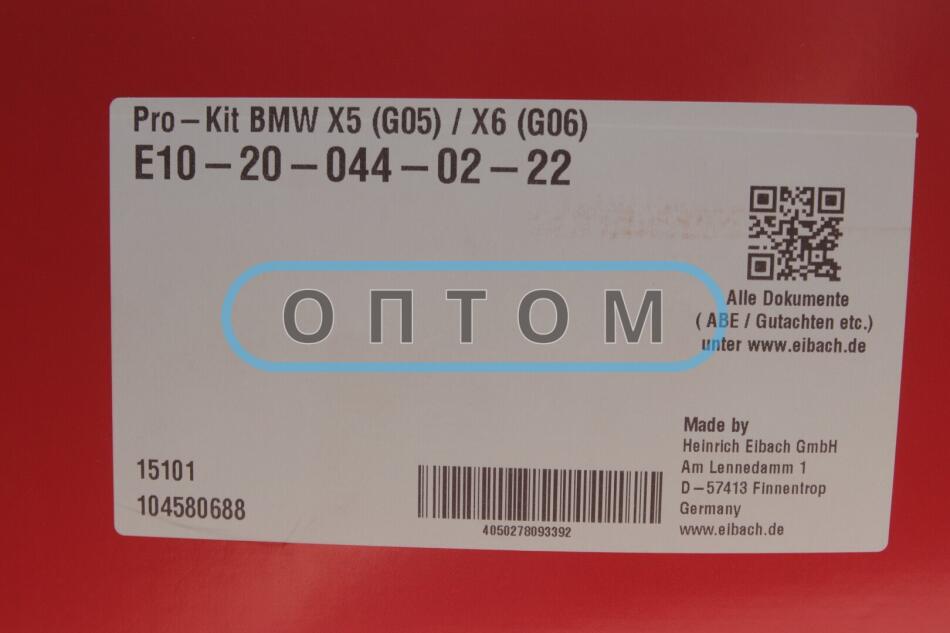 Pro-Kit BMW X5 (G05) / X6 (G06)
E10-20-044-02-22
Alle Dokumente
( ABE / Gutachten etc.)
unter www.eibach.de
ОПТОМ
Made by
Heinrich Eibach GmbH
Am Lennedamm 1
D-57413 Finnentrop
Germany
www.eibach.de
15101
104580688
4050278093392